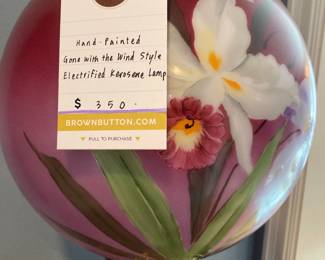 Hand-Painted
Gone with the Wind Style
Electrified Kerosene Lamp
$ 350.
BROWNBUTTON.COM
PULL TO PURCHASE